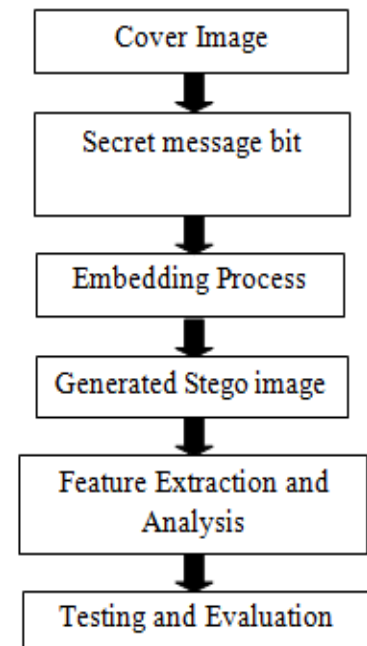 Cover Image
Secret message bit
Embedding Process
Generated Stego image
Feature Extraction and
Analysis
Testing and Evaluation